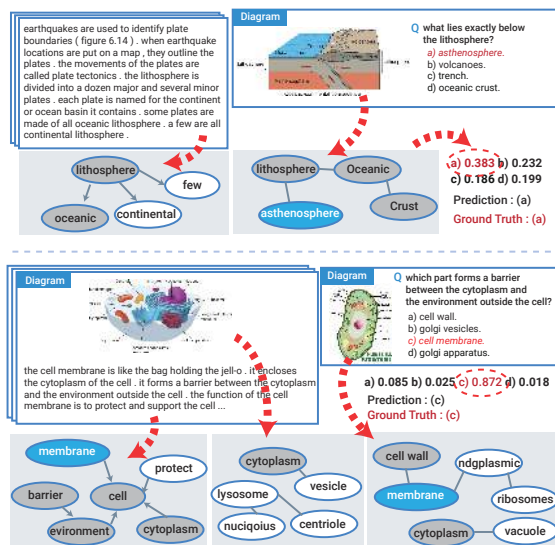 earthquakes are used to identify plate
boundaries ( figure 6.14 ) . when earthquake
locations are put on a map , they outline the
plates . the movements of the plates are
called plate tectonics . the lithosphere is
divided into a dozen major and several minor
plates . each plate is named for the continent
or ocean basin it contains . some plates are
made of all oceanic lithosphere . a few are all
continental lithosphere .
Diagram
Q what lies exactly below
the lithosphere?
a) asthenosphere.
b) volcanoes.
c) trench.
d) oceanic crust.
lithosphere
few
oceanic
continental
lithosphere
Oceanic
asthenosphere
Crust
a) 0.383 b) 0.232
c) 0.186 d) 0.199
Prediction : (a)
Ground Truth : (a)
Diagram
the cell membrane is like the bag holding the jell-o . it encloses
the cytoplasm of the cell . it forms a barrier between the cytoplasm
and the environment outside the cell . the function of the cell
membrane is to protect and support the cell ...
Diagram
Q which part forms a barrier
between the cytoplasm and
the environment outside the cell?
a) cell wall.
b) golgi vesicles.
c) cell membrane.
d) golgi apparatus.
a) 0.085 b) 0.025 c) 0.872 d) 0.018
Prediction : (c)
Ground Truth : (c)
membrane
protect
barrier
cell
evironment
cytoplasm
cytoplasm
vesicle
lysosome
nuciqoius
centriole
cell wall
ndgplasmic
membrane
ribosomes
cytoplasm
vacuole